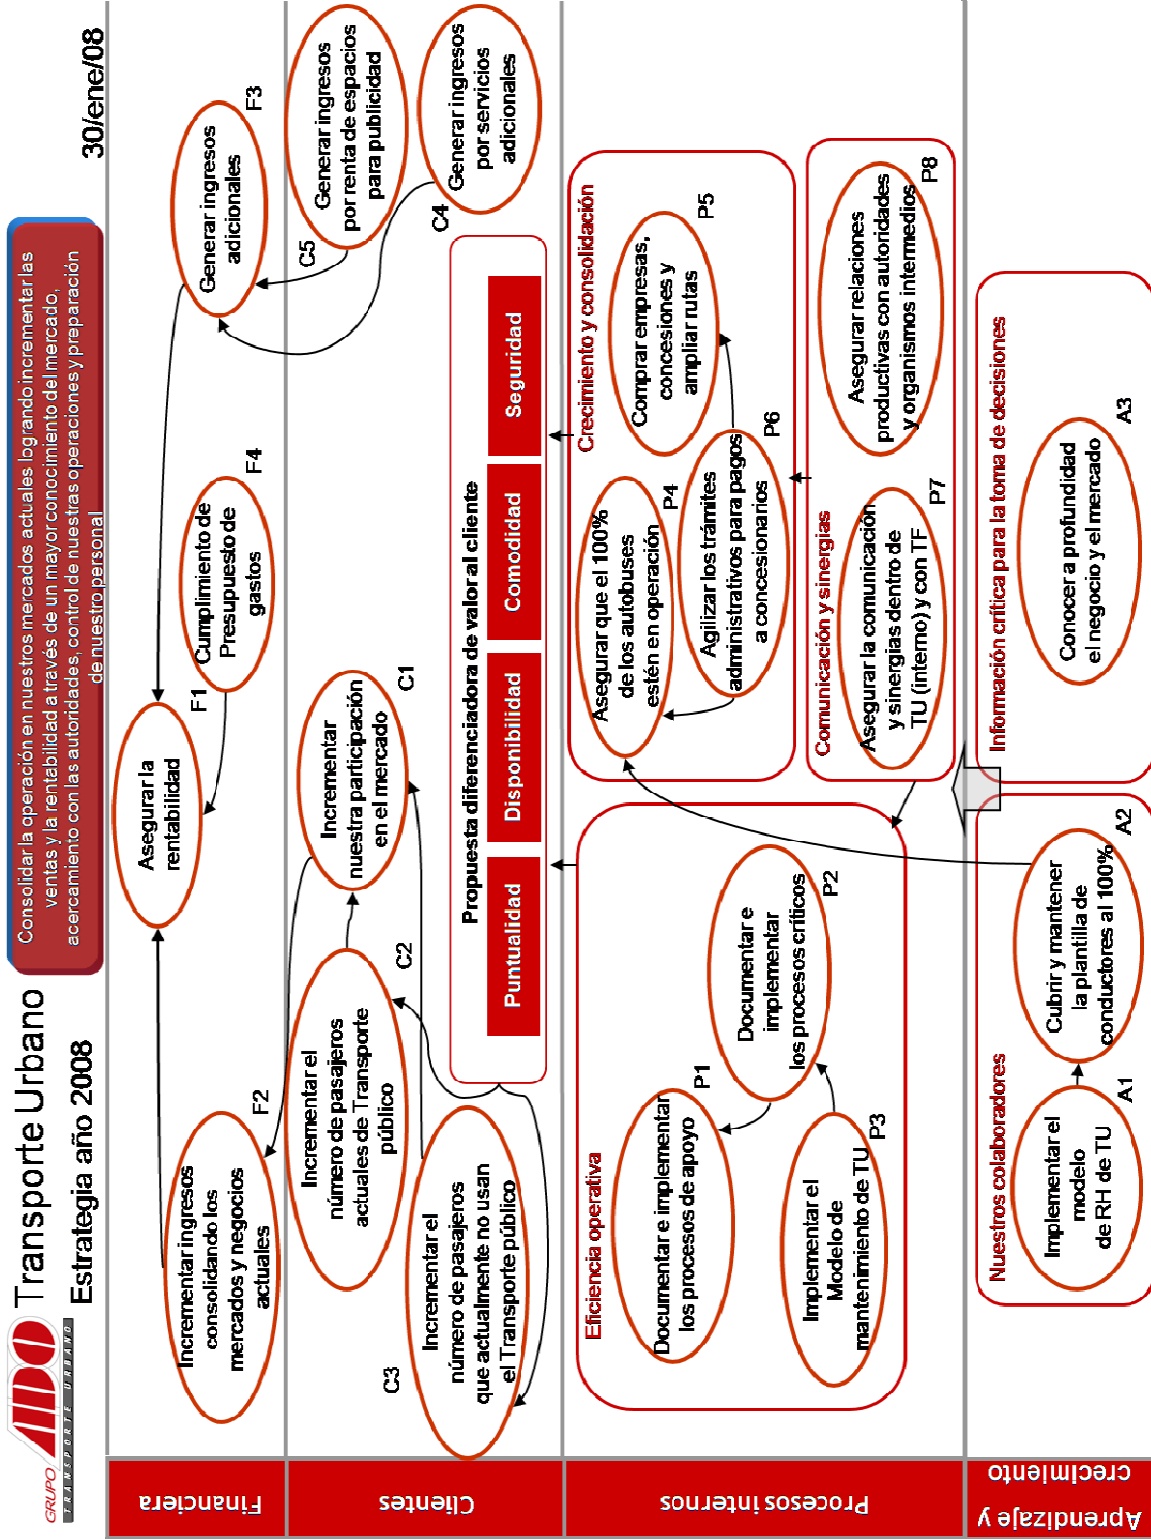 GRUPO
ADO
TRANSPORTE URBANO
Transporte Urbano
Estrategia año 2008
Consolidar la operación en nuestros mercados actuales logrando incrementar las
ventas y la rentabilidad a través de un mayor conocimiento del mercado,
acercamiento con las autoridades, control de nuestras operaciones y preparación
de nuestro personal
30/ene/08
Financiera
Incrementar ingresos
consolidando los
mercados y negocios
actuales
F2
Asegurar la
rentabilidad
F1
Cumplimiento de
Presupuesto de
gastos
F4
Generar ingresos
adicionales
F3
Clientes
Incrementar el
número de pasajeros
actuales de Transporte
público
C2
Incrementar
nuestra participación
en el mercado
C1
Incrementar el
número de pasajeros
que actualmente no usan
el Transporte público
C3
Generar ingresos
por renta de espacios
para publicidad
C5
Generar ingresos
por servicios
adicionales
C4
Propuesta diferenciadora de valor al cliente
Puntualidad
Disponibilidad
Comodidad
Seguridad
Procesos internos
Eficiencia operativa
Documentar e implementar
los procesos de apoyo
P1
Documentar e
implementar
los procesos críticos
P2
Implementar el
Modelo de
mantenimiento de TU
P3
Crecimiento y consolidación
Asegurar que el 100%
de los autobuses
estén en operación
P4
Comprar empresas,
concesiones y
ampliar rutas
P5
Agilizar los trámites
administrativos para pagos
a concesionarios
P6
Comunicación y sinergias
Asegurar la comunicación
y sinergias dentro de
TU (interno) y con TF
P7
Asegurar relaciones
productivas con autoridades
y organismos intermedios
P8
Aprendizaje y
crecimiento
Nuestros colaboradores
Implementar el
modelo
de RH de TU
A1
Cubrir y mantener
la plantilla de
conductores al 100%
A2
Información crítica para la toma de decisiones
Conocer a profundidad
el negocio y el mercado
A3